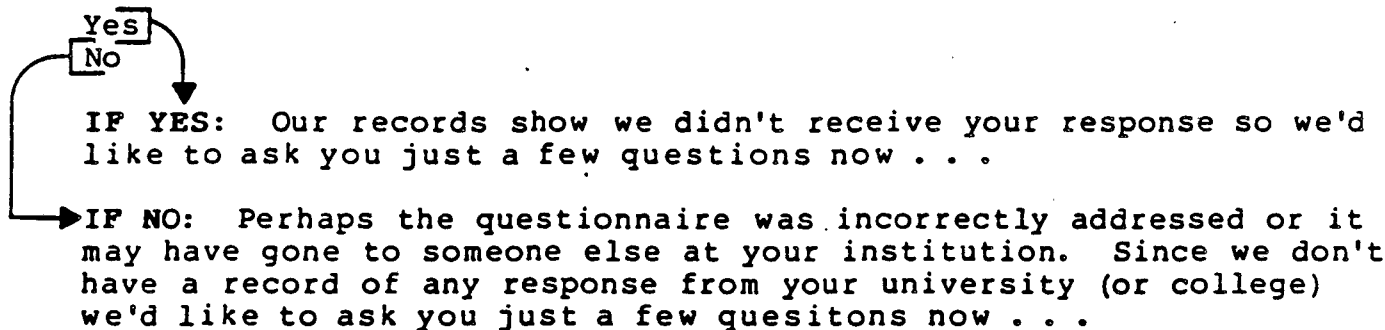 Yes
No
IF YES: Our records show we didn't receive your response so we'd
like to ask you just a few questions now . . .
IF NO: Perhaps the questionnaire was incorrectly addressed or it
may have gone to someone else at your institution. Since we don't
have a record of any response from your university (or college)
we'd like to ask you just a few quesitons now . . .